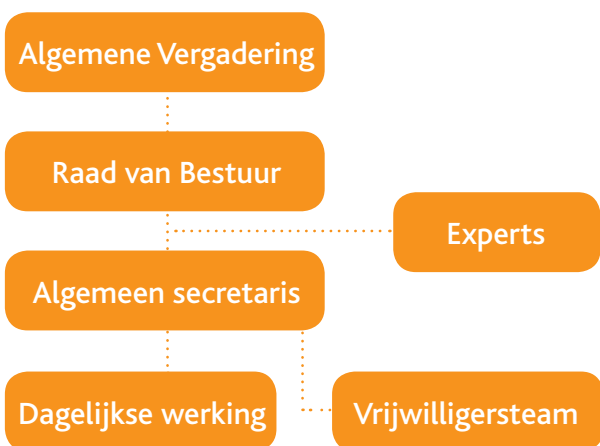 Algemene Vergadering
Raad van Bestuur
Experts
Algemeen secretaris
Dagelijkse werking
Vrijwilligersteam